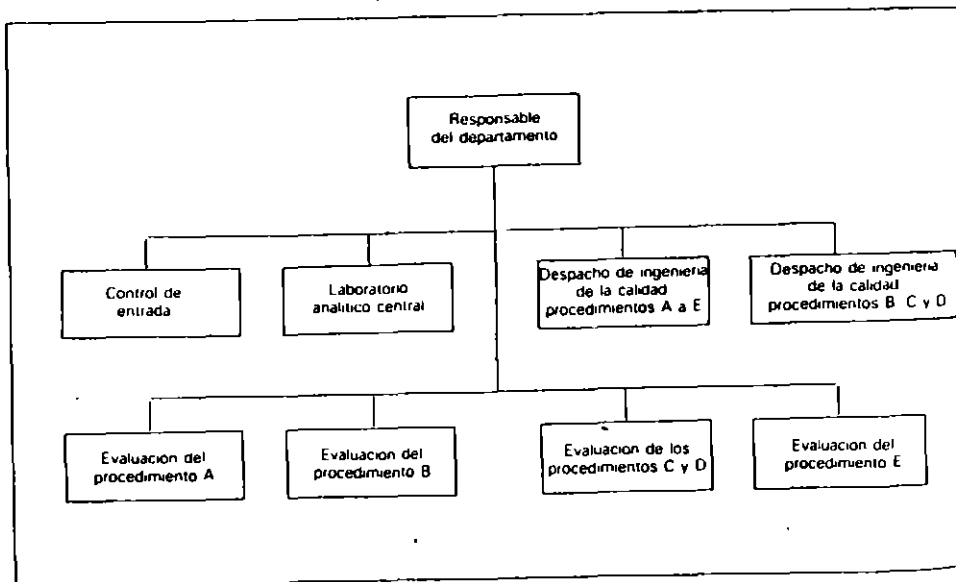 Responsable
del departamento
Control de
entrada
Laboratorio
analitico central
Despacho de ingenieria
de la calidad
procedimientos A a E
Despacho de ingenieria
de la calidad
procedimientos B C y D
Evaluacion del
procedimiento A
Evaluacion del
procedimiento B
Evaluacion de los
procedimientos C y D
Evaluacion del
procedimiento E